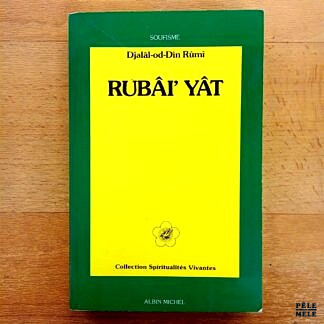 SOUFISME
Djalâl-od-Dîn Rûmî
RUBÂI' YÂT
Collection Spiritualités Vivantes
ALBIN MICHEL
PÊLE
MÊLE